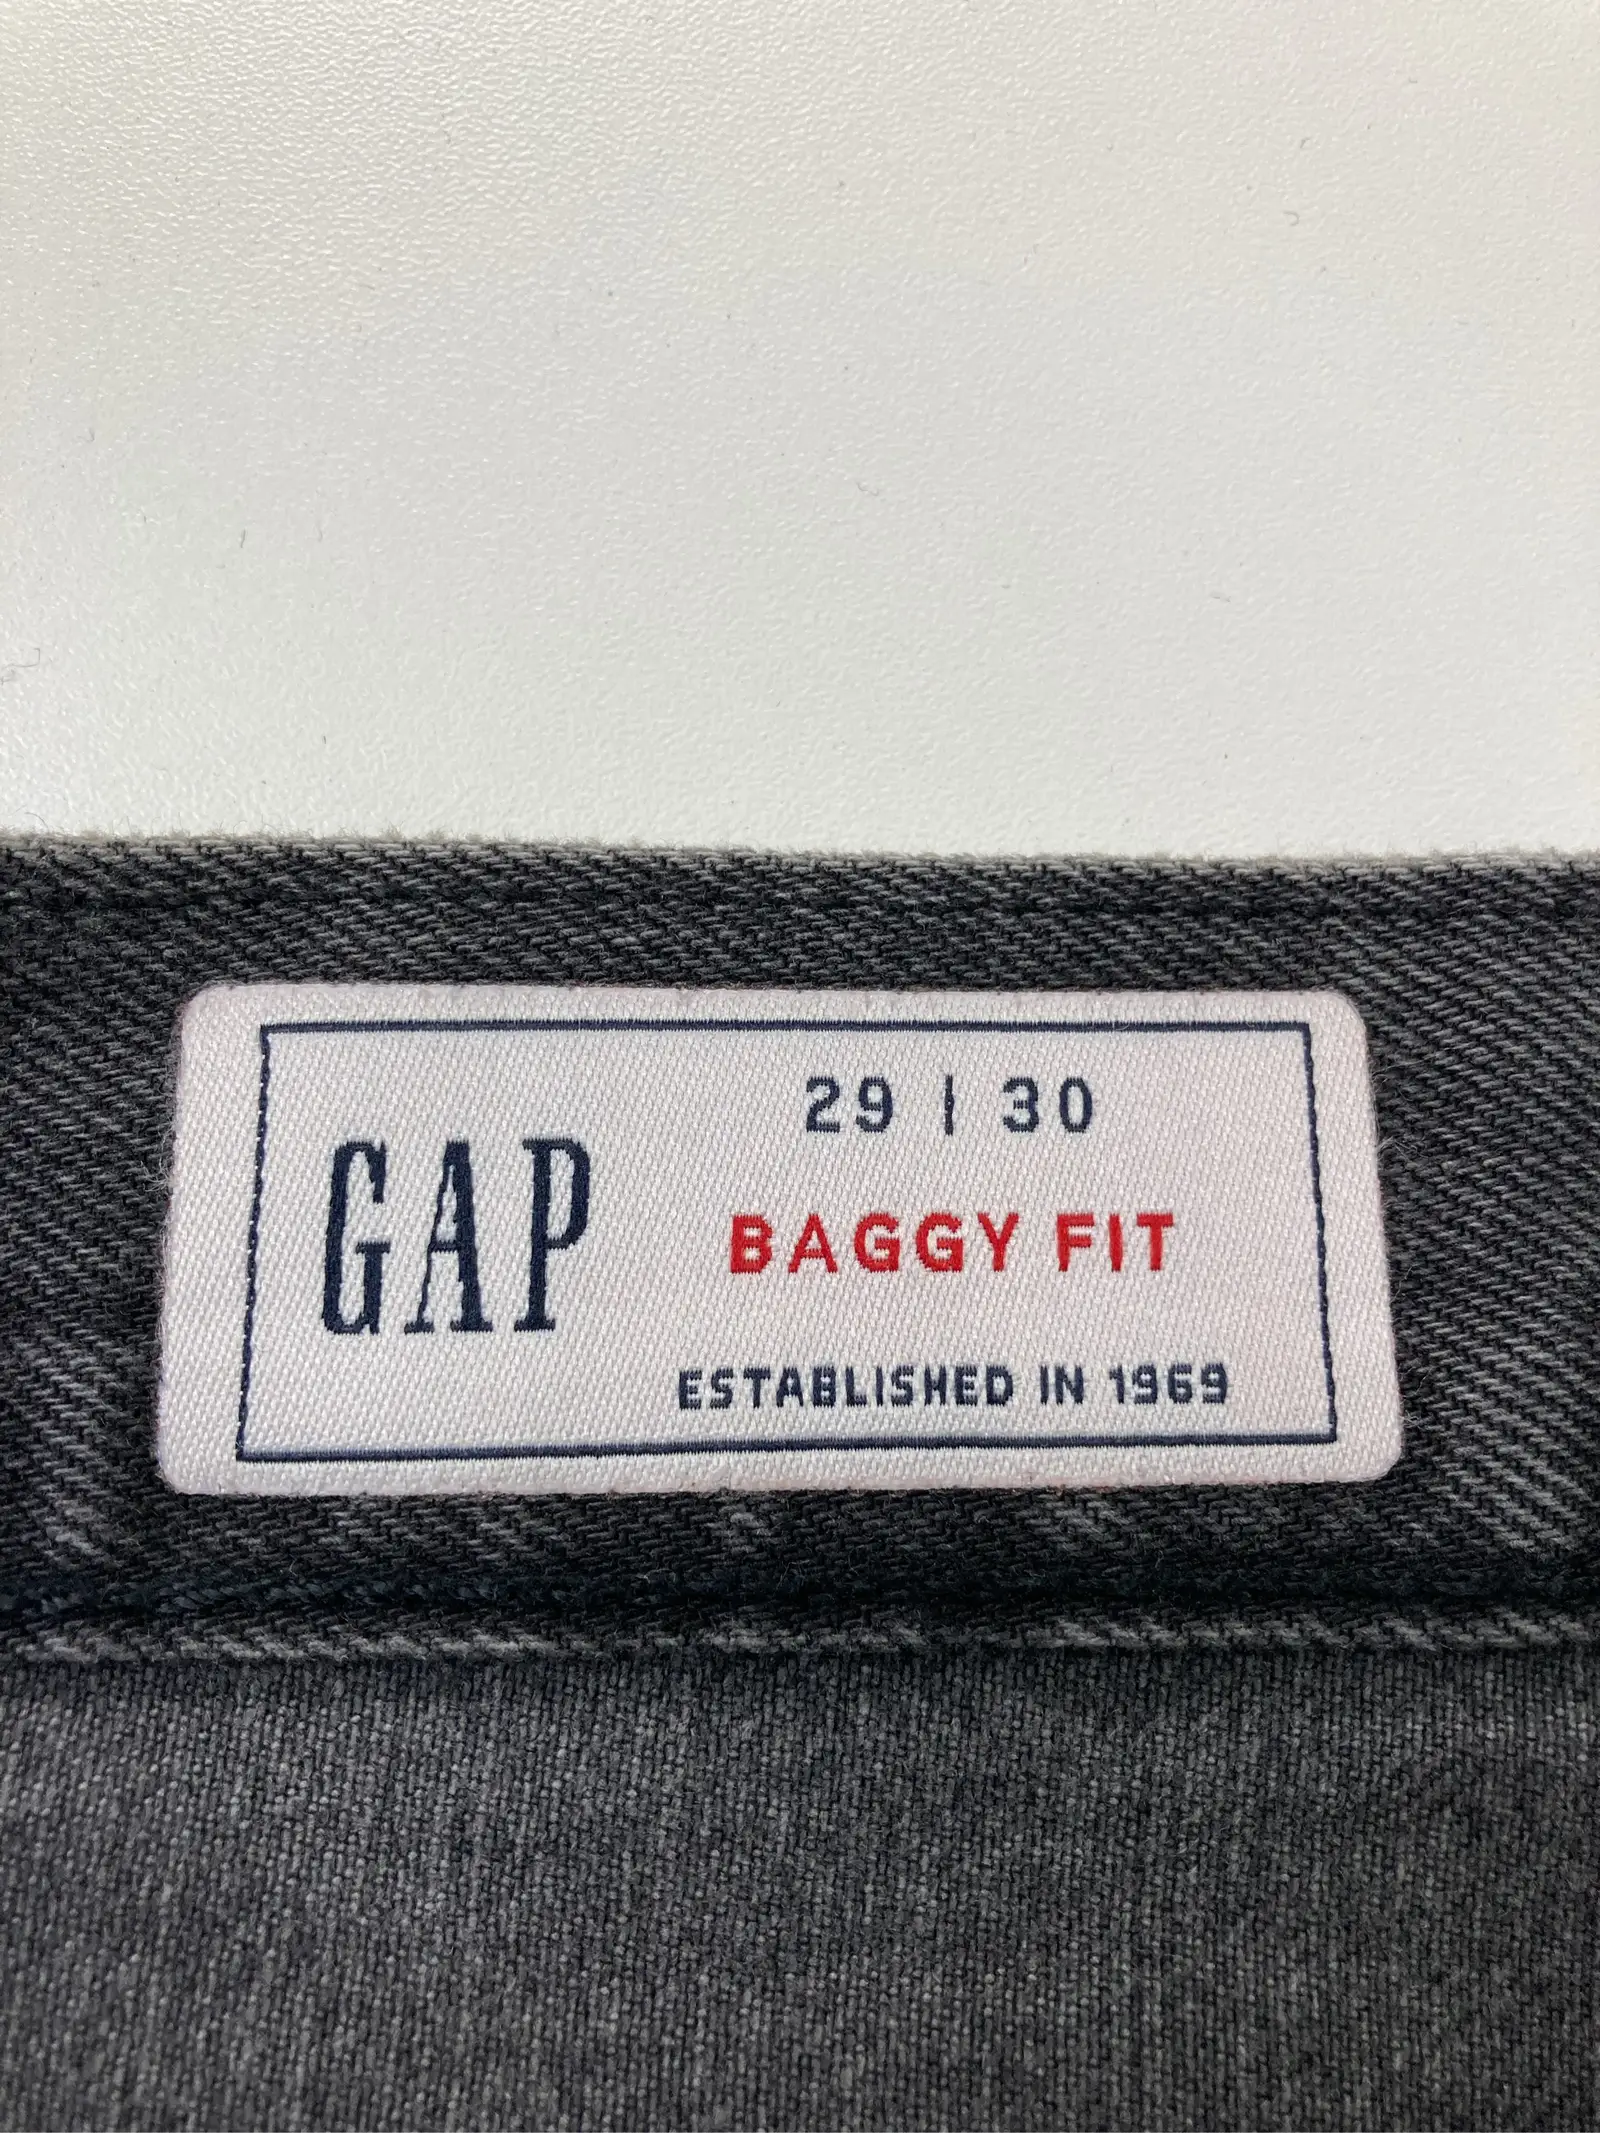 GAP
29 | 30
BAGGY FIT
ESTABLISHED IN 1969